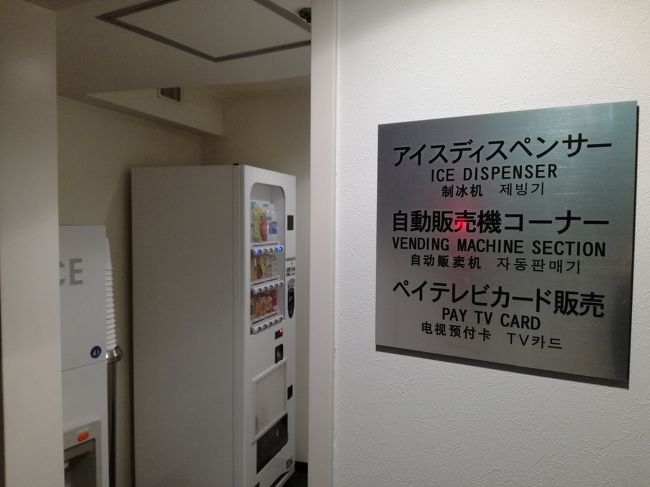 アイスディスペンサー
ICE DISPENSER
制冰机 제빙기
自動販売機コーナー
VENDING MACHINE SECTION
自动贩卖机 자동판매기
ペイテレビカード販売
PAY TV CARD
电视预付卡 TV카드
CE